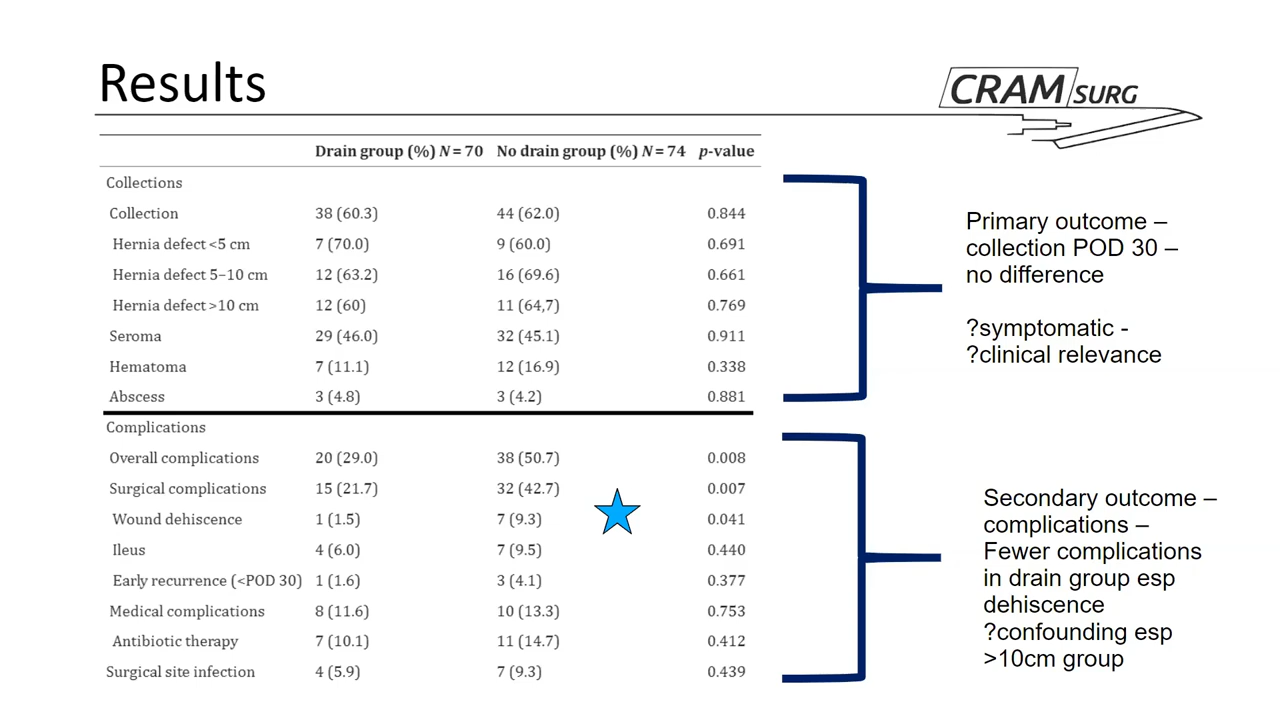 Results
CRAM SURG
Drain group (%) N = 70 No drain group (%) N = 74 p-value
Collections
Collection 38 (60.3) 44 (62.0) 0.844
Hernia defect <5 cm 7 (70.0) 9 (60.0) 0.691
Hernia defect 5–10 cm 12 (63.2) 16 (69.6) 0.661
Hernia defect >10 cm 12 (60) 11 (64,7) 0.769
Seroma 29 (46.0) 32 (45.1) 0.911
Hematoma 7 (11.1) 12 (16.9) 0.338
Abscess 3 (4.8) 3 (4.2) 0.881
Complications
Overall complications 20 (29.0) 38 (50.7) 0.008
Surgical complications 15 (21.7) 32 (42.7) 0.007
Wound dehiscence 1 (1.5) 7 (9.3) 0.041
Ileus 4 (6.0) 7 (9.5) 0.440
Early recurrence (<POD 30) 1 (1.6) 3 (4.1) 0.377
Medical complications 8 (11.6) 10 (13.3) 0.753
Antibiotic therapy 7 (10.1) 11 (14.7) 0.412
Surgical site infection 4 (5.9) 7 (9.3) 0.439
Primary outcome –
collection POD 30 –
no difference
?symptomatic -
?clinical relevance
Secondary outcome –
complications –
Fewer complications
in drain group esp
dehiscence
?confounding esp
>10cm group